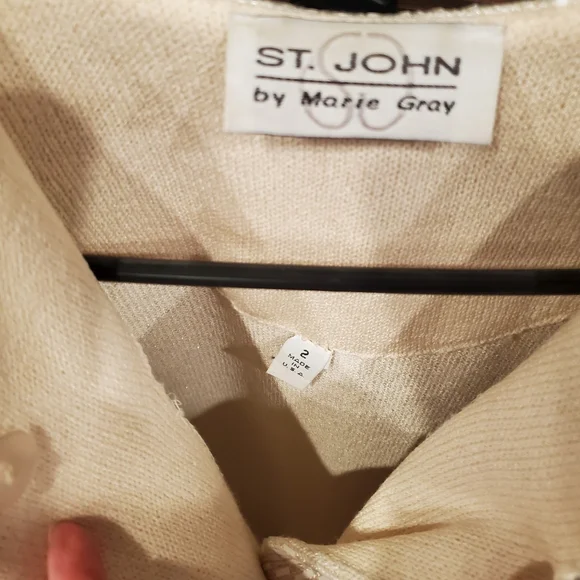 ST. JOHN
by Marie Gray
2
MADE
IN
U.S.A.